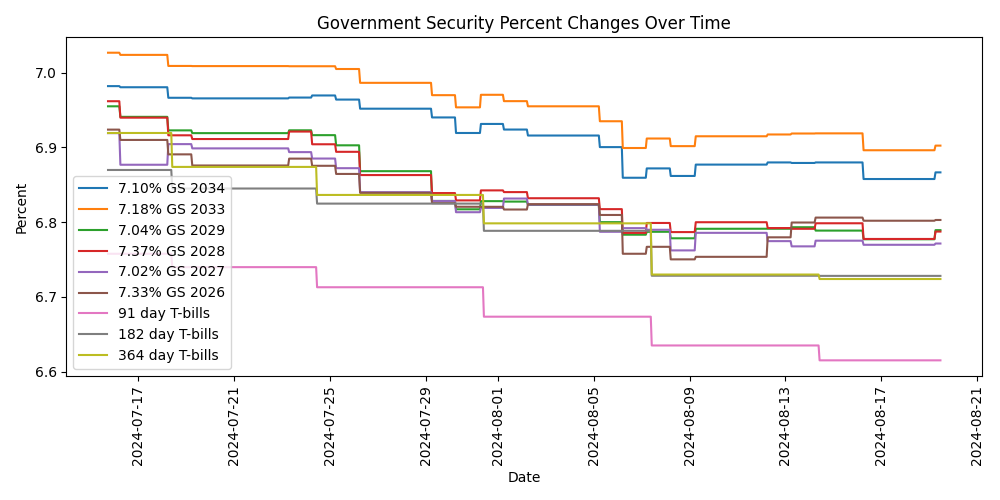 Government Security Percent Changes Over Time
Percent
7.0
6.9
6.8
6.7
6.6
7.10% GS 2034
7.18% GS 2033
7.04% GS 2029
7.37% GS 2028
7.02% GS 2027
7.33% GS 2026
91 day T-bills
182 day T-bills
364 day T-bills
2024-07-17
2024-07-21
2024-07-25
2024-07-29
2024-08-01
2024-08-05
2024-08-09
2024-08-13
2024-08-17
2024-08-21
Date